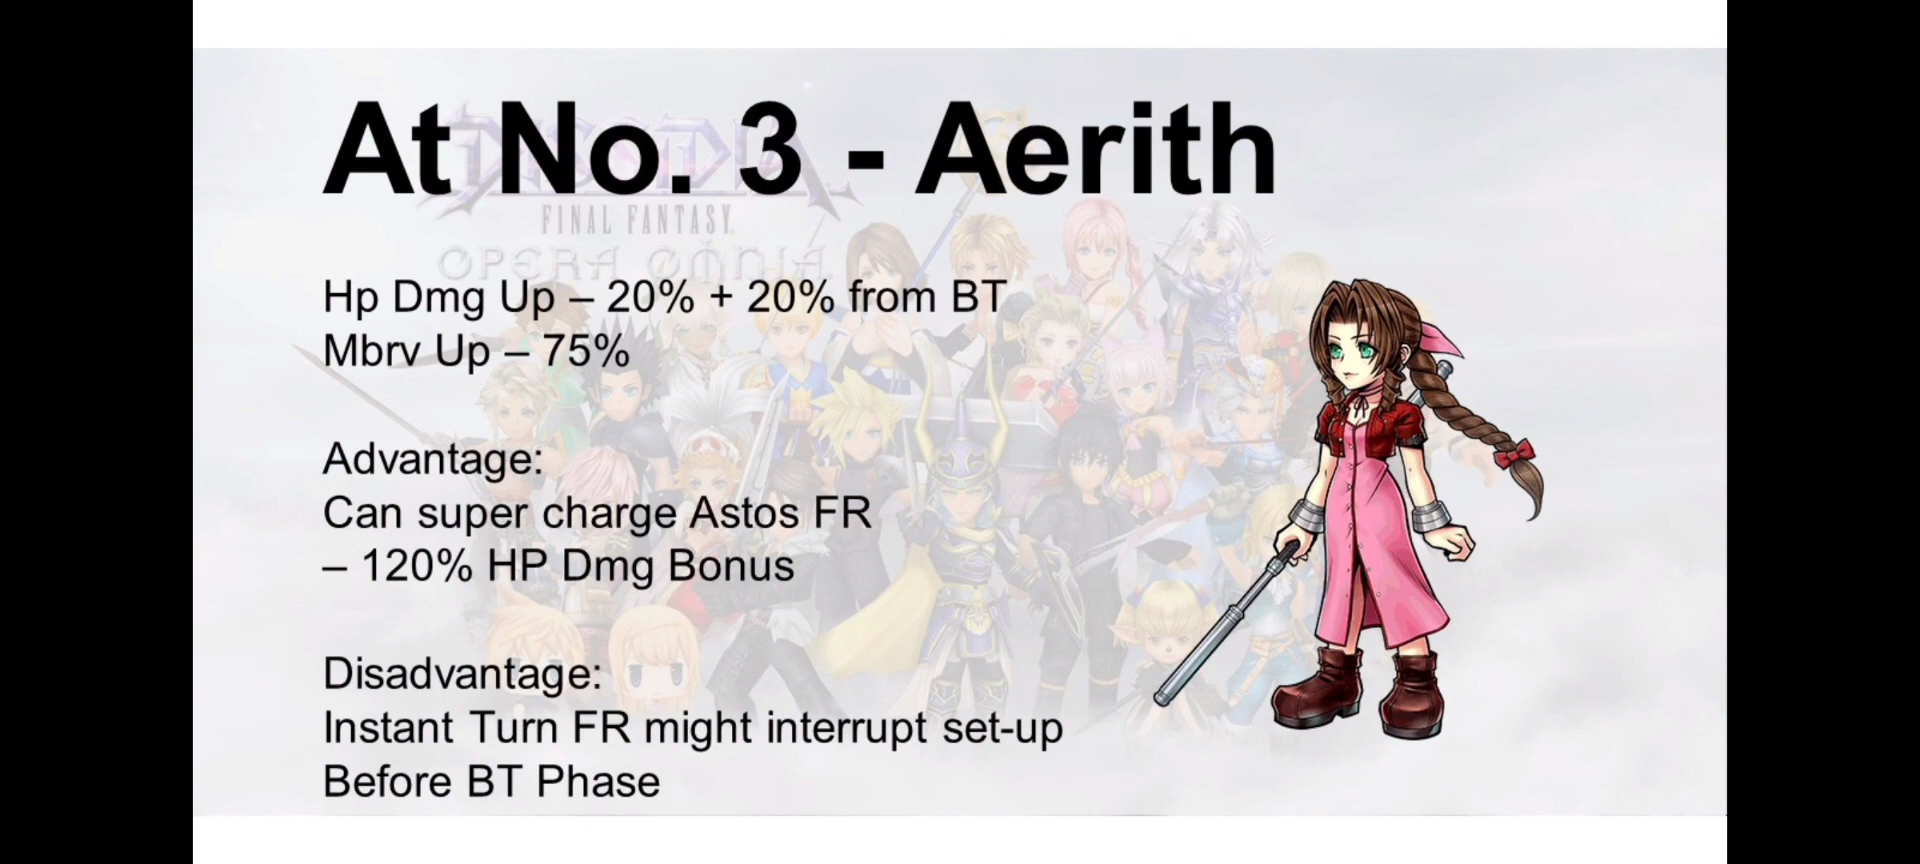 At No. 3 - Aerith
DISSIDIA
FINAL FANTASY
OPERA OMNIA
Hp Dmg Up – 20% + 20% from BT
Mbrv Up – 75%
Advantage:
Can super charge Astos FR
– 120% HP Dmg Bonus
Disadvantage:
Instant Turn FR might interrupt set-up
Before BT Phase